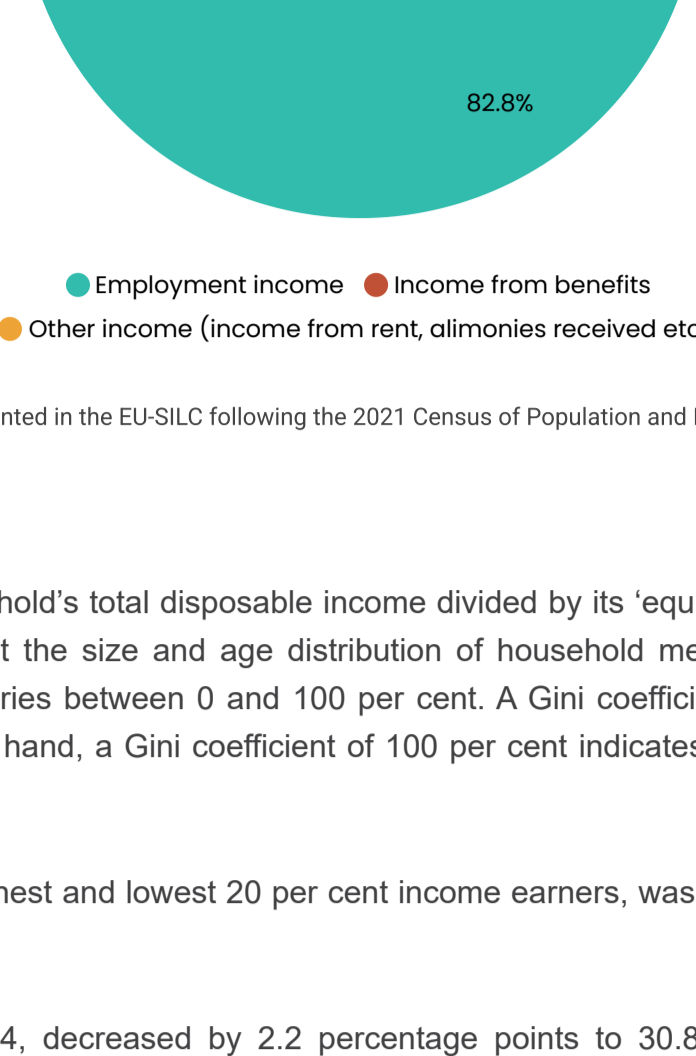 82.8%
Employment income Income from benefits
Other income (income from rent, alimonies received etc
nted in the EU-SILC following the 2021 Census of Population and
hold’s total disposable income divided by its ‘equ
t the size and age distribution of household me
ries between 0 and 100 per cent. A Gini coeffici
hand, a Gini coefficient of 100 per cent indicates
nest and lowest 20 per cent income earners, was
4, decreased by 2.2 percentage points to 30.8